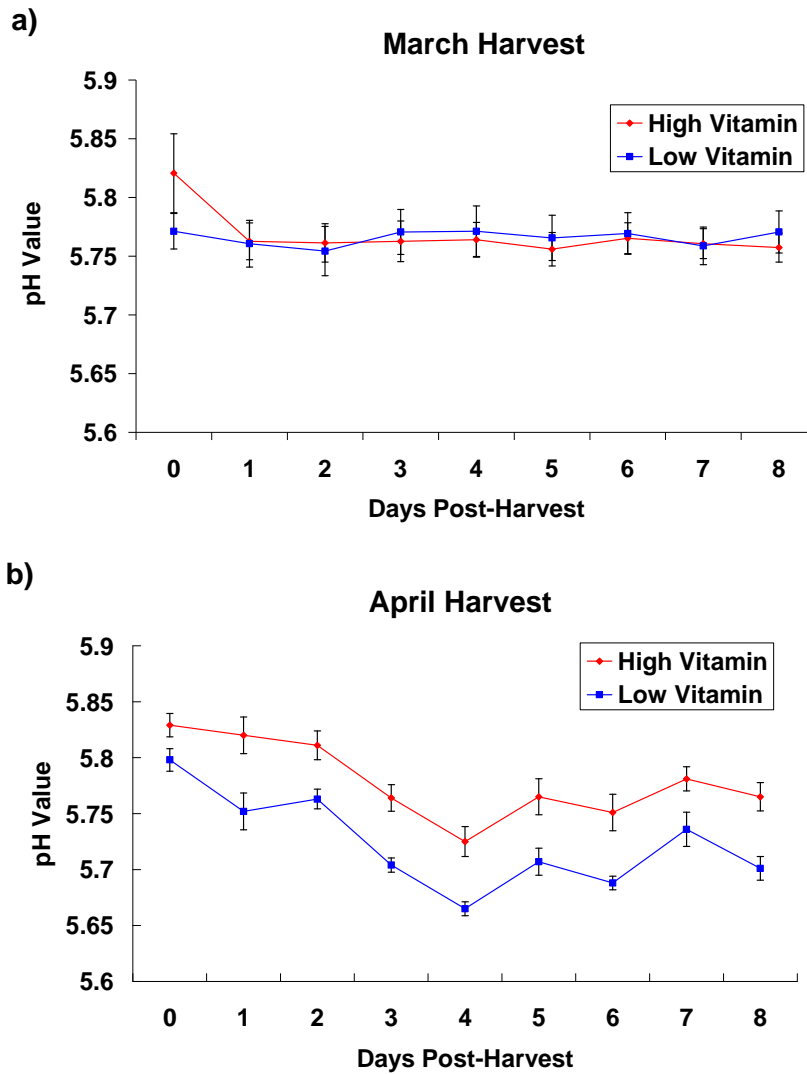 a)
March Harvest
5.9
5.85
5.8
5.75
5.7
5.65
5.6
pH Value
High Vitamin
Low Vitamin
0 1 2 3 4 5 6 7 8
Days Post-Harvest
b)
April Harvest
5.9
5.85
5.8
5.75
5.7
5.65
5.6
pH Value
High Vitamin
Low Vitamin
0 1 2 3 4 5 6 7 8
Days Post-Harvest